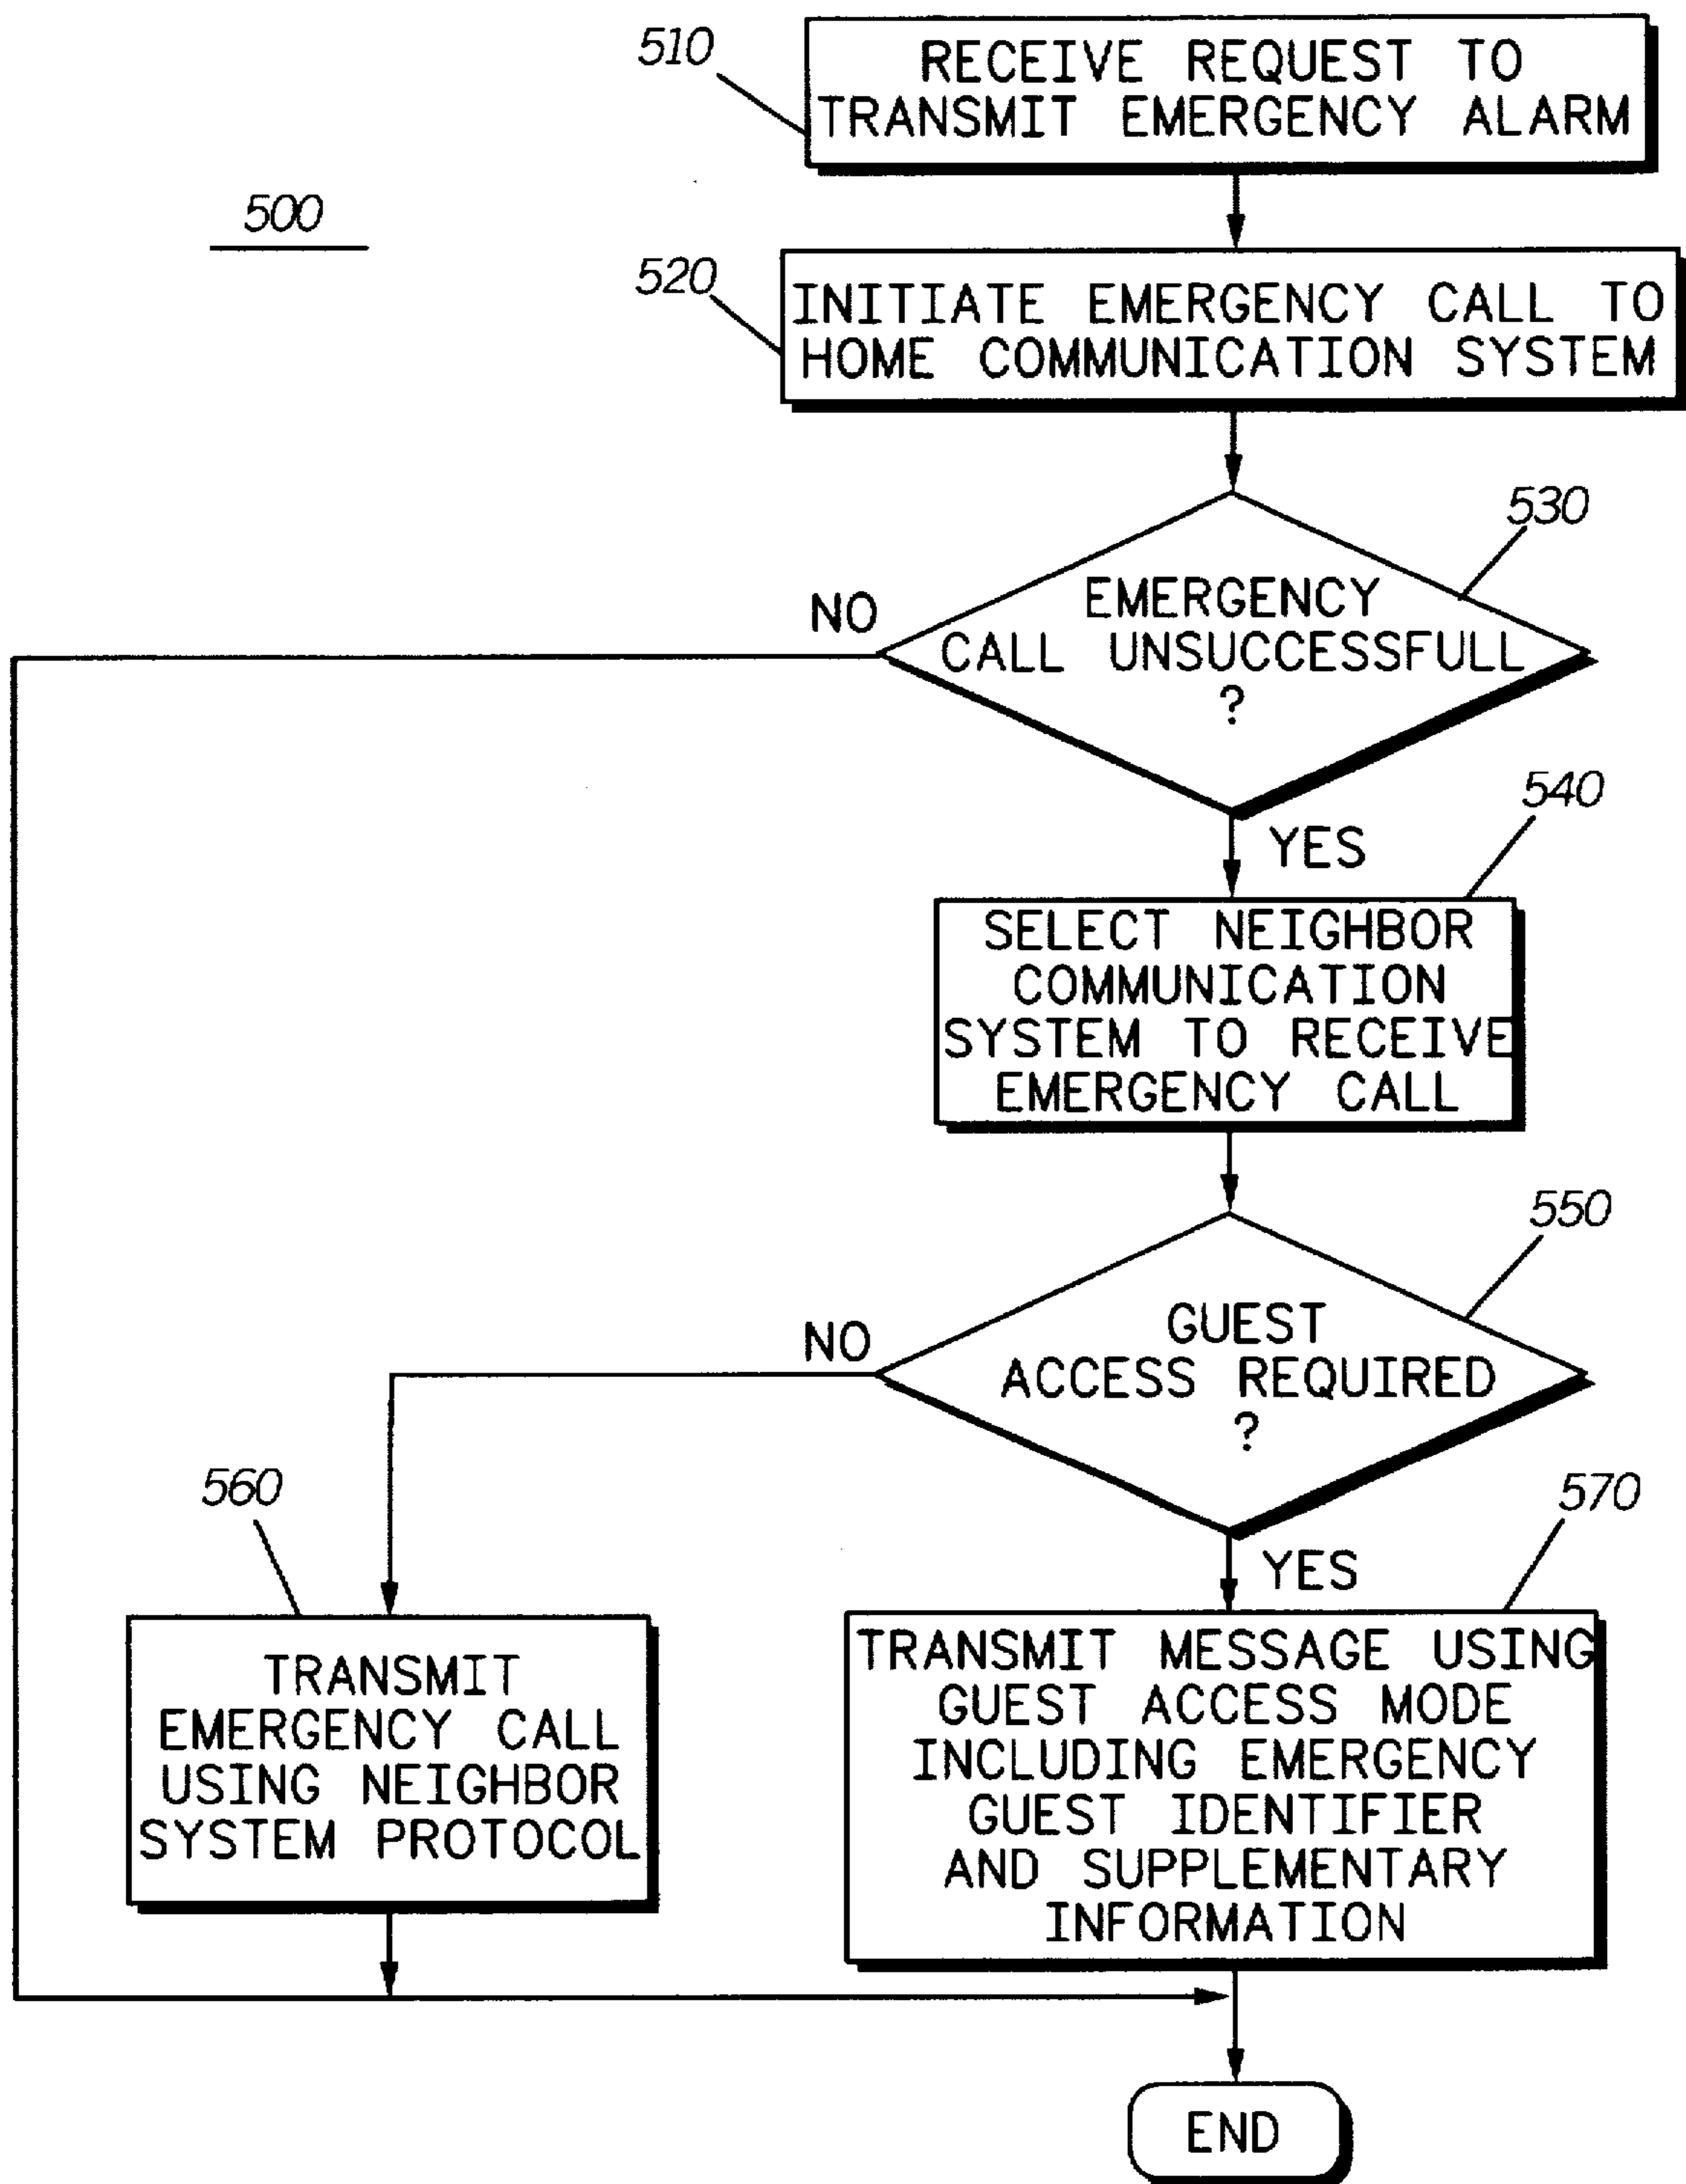 510
RECEIVE REQUEST TO
TRANSMIT EMERGENCY ALARM
500
520
INITIATE EMERGENCY CALL TO
HOME COMMUNICATION SYSTEM
530
EMERGENCY
CALL UNSUCCESSFULL
?
NO
YES
540
SELECT NEIGHBOR
COMMUNICATION
SYSTEM TO RECEIVE
EMERGENCY CALL
550
GUEST
ACCESS REQUIRED
?
NO
YES
560
TRANSMIT
EMERGENCY CALL
USING NEIGHBOR
SYSTEM PROTOCOL
570
TRANSMIT MESSAGE USING
GUEST ACCESS MODE
INCLUDING EMERGENCY
GUEST IDENTIFIER
AND SUPPLEMENTARY
INFORMATION
END